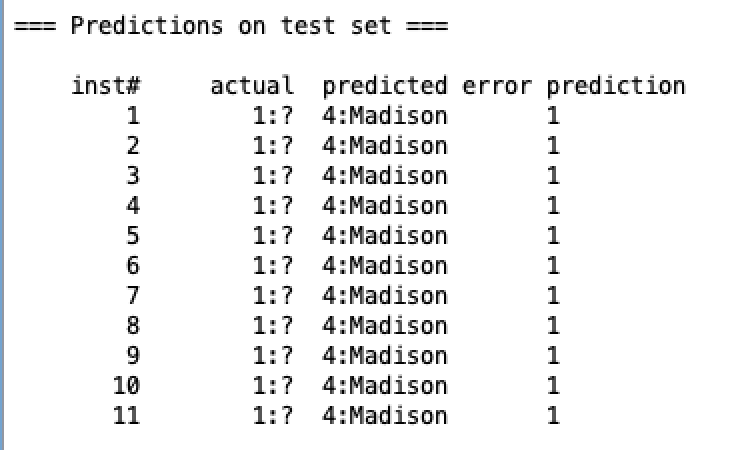 === Predictions on test set ===
inst# actual predicted error prediction
1 1:? 4:Madison 1
2 1:? 4:Madison 1
3 1:? 4:Madison 1
4 1:? 4:Madison 1
5 1:? 4:Madison 1
6 1:? 4:Madison 1
7 1:? 4:Madison 1
8 1:? 4:Madison 1
9 1:? 4:Madison 1
10 1:? 4:Madison 1
11 1:? 4:Madison 1